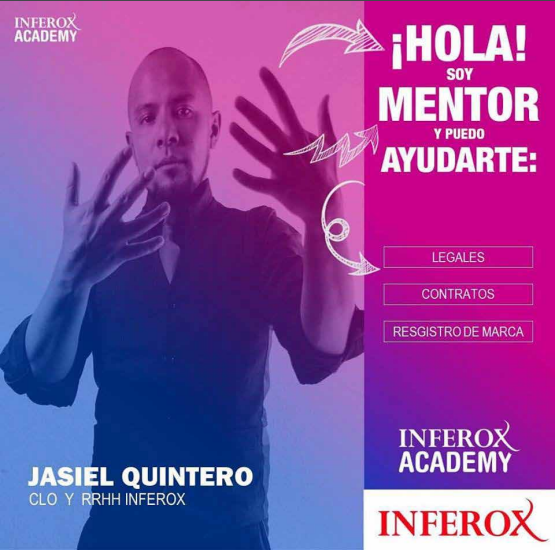 INFEROX
ACADEMY
¡HOLA!
SOY
MENTOR
Y PUEDO
AYUDARTE:
LEGALES
CONTRATOS
RESGISTRO DE MARCA
JASIEL QUINTERO
CLO Y RRHH INFEROX
INFEROX
ACADEMY
INFEROX